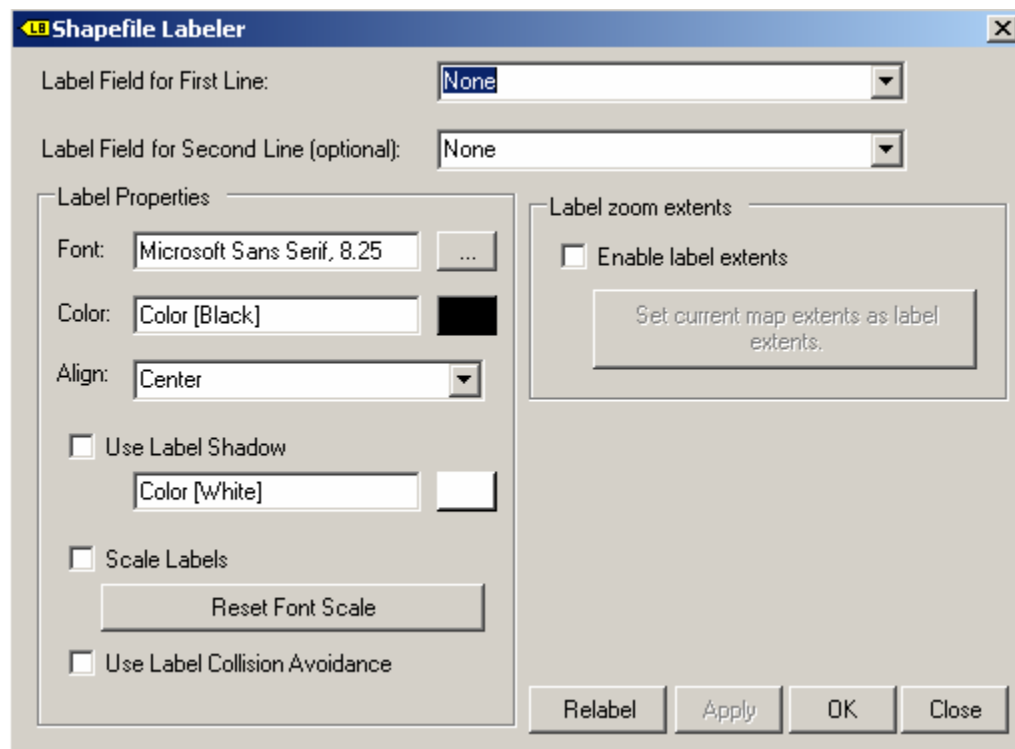 LB Shapefile Labeler
Label Field for First Line: None
Label Field for Second Line (optional): None
Label Properties
Font: Microsoft Sans Serif, 8.25 ...
Color: Color [Black]
Align: Center
Use Label Shadow
Color [White]
Scale Labels
Reset Font Scale
Use Label Collision Avoidance
Label zoom extents
Enable label extents
Set current map extents as label
extents.
Relabel Apply OK Close